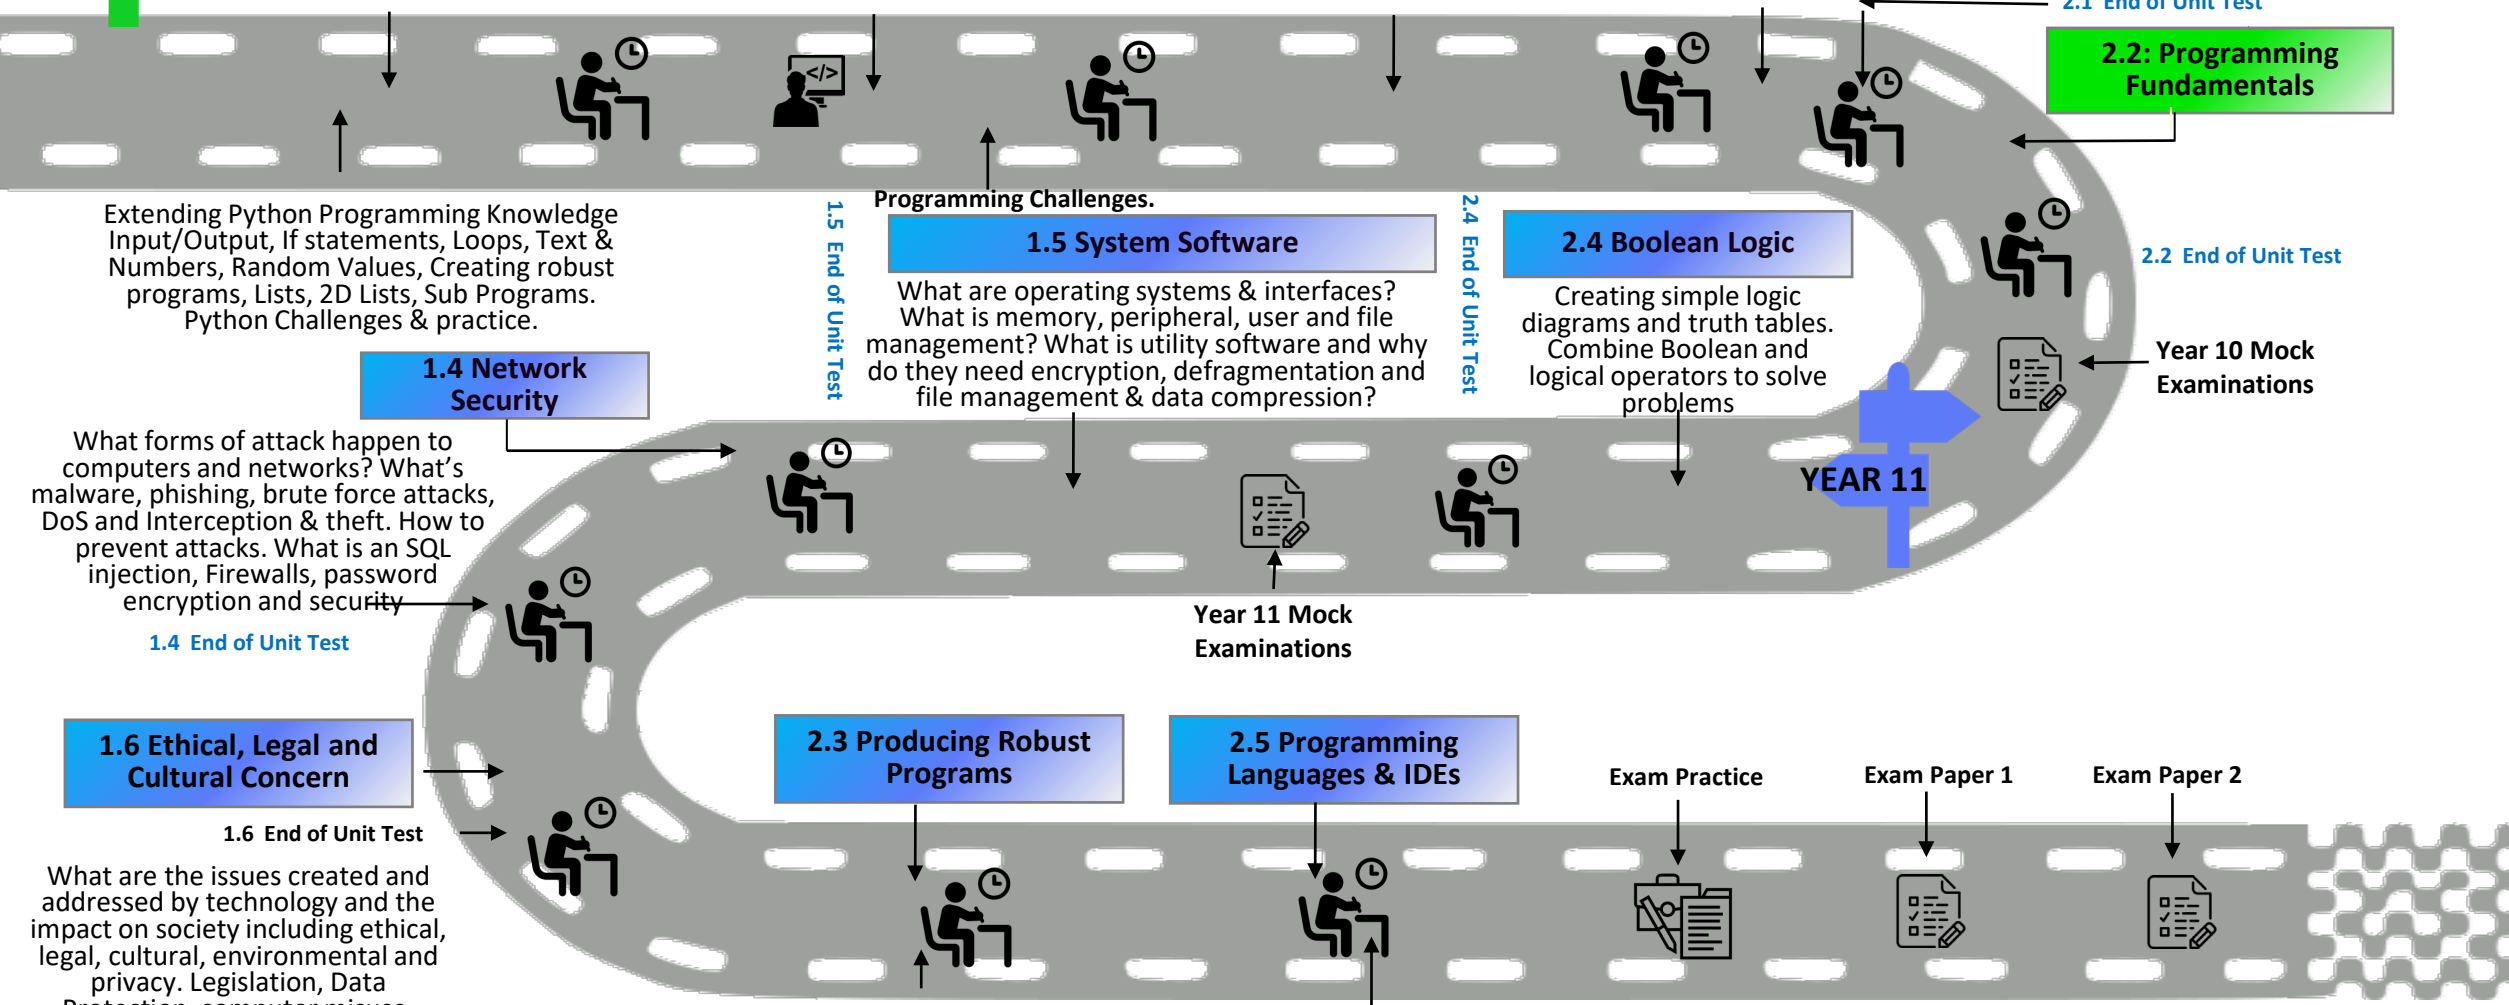 2.1 End of Unit Test
2.2: Programming
Fundamentals
</>
Programming Challenges.
Extending Python Programming Knowledge
Input/Output, If statements, Loops, Text &
Numbers, Random Values, Creating robust
programs, Lists, 2D Lists, Sub Programs.
Python Challenges & practice.
1.5 End of Unit Test
1.5 System Software
What are operating systems & interfaces?
What is memory, peripheral, user and file
management? What is utility software and why
do they need encryption, defragmentation and
file management & data compression?
2.4 End of Unit Test
2.4 Boolean Logic
Creating simple logic
diagrams and truth tables.
Combine Boolean and
logical operators to solve
problems
2.2 End of Unit Test
Year 10 Mock
Examinations
YEAR 11
1.4 Network
Security
What forms of attack happen to
computers and networks? What's
malware, phishing, brute force attacks,
DoS and Interception & theft. How to
prevent attacks. What is an SQL
injection, Firewalls, password
encryption and security
1.4 End of Unit Test
Year 11 Mock
Examinations
1.6 Ethical, Legal and
Cultural Concern
1.6 End of Unit Test
What are the issues created and
addressed by technology and the
impact on society including ethical,
legal, cultural, environmental and
privacy. Legislation, Data
Protection, computer misuse
2.3 Producing Robust
Programs
2.5 Programming
Languages & IDEs
Exam Practice
Exam Paper 1
Exam Paper 2